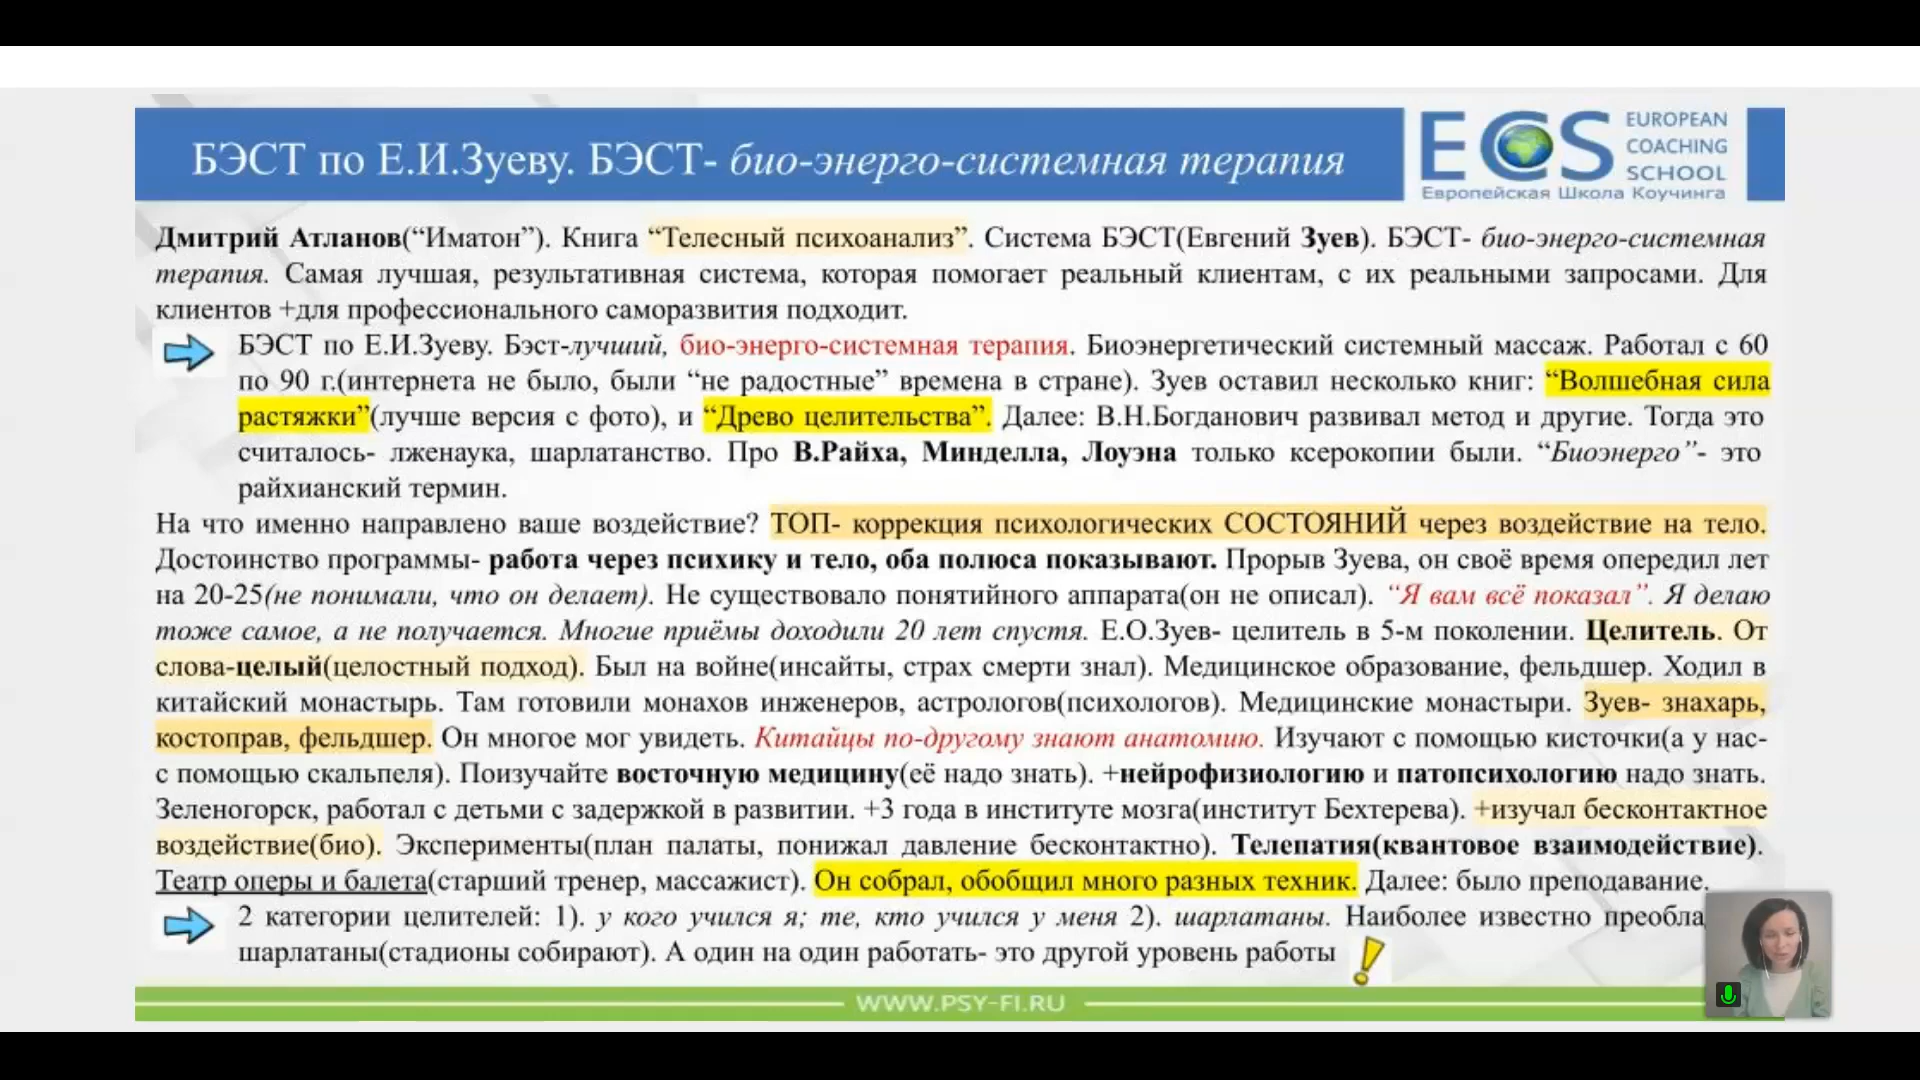 БЭСТ по Е.И.Зуеву. БЭСТ- био-энерго-системная терапия
ECS
EUROPEAN
COACHING
SCHOOL
Европейская Школа Коучинга
Дмитрий Атланов(“Иматон”). Книга “Телесный психоанализ”. Система БЭСТ(Евгений Зуев). БЭСТ- био-энерго-системная
терапия. Самая лучшая, результативная система, которая помогает реальный клиентам, с их реальными запросами. Для
клиентов +для профессионального саморазвития подходит.
БЭСТ по Е.И.Зуеву. Бэст-лучший, био-энерго-системная терапия. Биоэнергетический системный массаж. Работал с 60
по 90 г.(интернета не было, были “не радостные” времена в стране). Зуев оставил несколько книг: “Волшебная сила
растяжки”(лучше версия с фото), и “Древо целительства”. Далее: В.Н.Богданович развивал метод и другие. Тогда это
считалось- лженаука, шарлатанство. Про В.Райха, Минделла, Лоуэна только ксерокопии были. “Биоэнерго”- это
райхианский термин.
На что именно направлено ваше воздействие? ТОП- коррекция психологических СОСТОЯНИЙ через воздействие на тело.
Достоинство программы- работа через психику и тело, оба полюса показывают. Прорыв Зуева, он своё время опередил лет
на 20-25(не понимали, что он делает). Не существовало понятийного аппарата(он не описал). “Я вам всё показал”. Я делаю
тоже самое, а не получается. Многие приёмы доходили 20 лет спустя. Е.О.Зуев- целитель в 5-м поколении. Целитель. От
слова-целый(целостный подход). Был на войне(инсайты, страх смерти знал). Медицинское образование, фельдшер. Ходил в
китайский монастырь. Там готовили монахов инженеров, астрологов(психологов). Медицинские монастыри. Зуев- знахарь,
костоправ, фельдшер. Он многое мог увидеть. Китайцы по-другому знают анатомию. Изучают с помощью кисточки(а у нас-
с помощью скальпеля). Поизучайте восточную медицину(её надо знать). +нейрофизиологию и патопсихологию надо знать.
Зеленогорск, работал с детьми с задержкой в развитии. +3 года в институте мозга(институт Бехтерева). +изучал бесконтактное
воздействие(био). Эксперименты(план палаты, понижал давление бесконтактно). Телепатия(квантовое взаимодействие).
Театр оперы и балета(старший тренер, массажист). Он собрал, обобщил много разных техник. Далее: было преподавание.
2 категории целителей: 1). у кого учился я; те, кто учился у меня 2). шарлатаны. Наиболее известно
шарлатаны(стадионы собирают). А один на один работать- это другой уровень работы
WWW.PSY-FI.RU